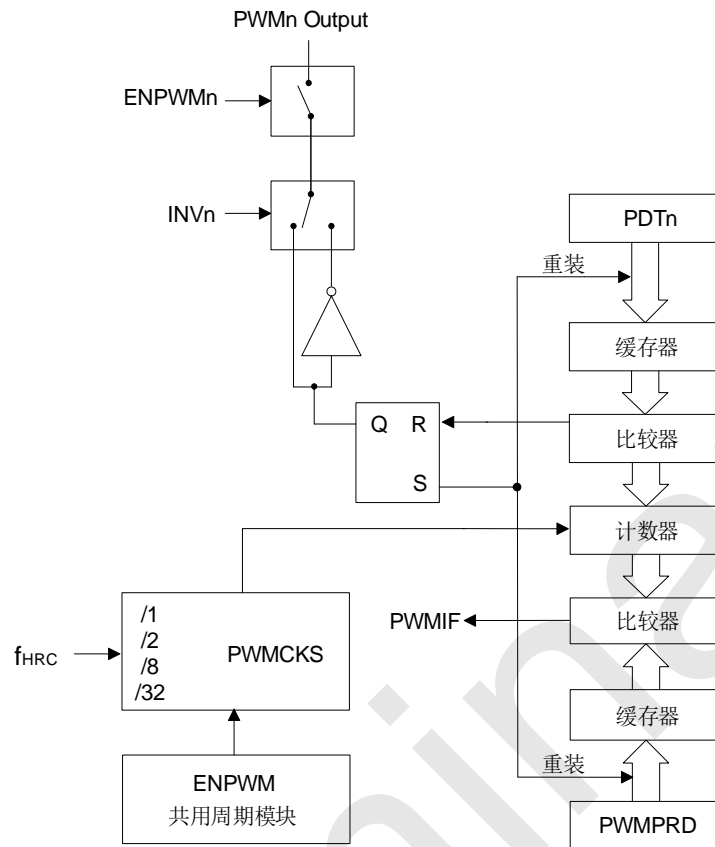 PWMn Output
ENPWMn
INVn
PDTn
重装
缓存器
Q R
S
比较器
计数器
/1
/2
/8
/32
PWMCKS
fHRC
PWMIF
比较器
缓存器
重装
ENPWM
共用周期模块
PWMPRD